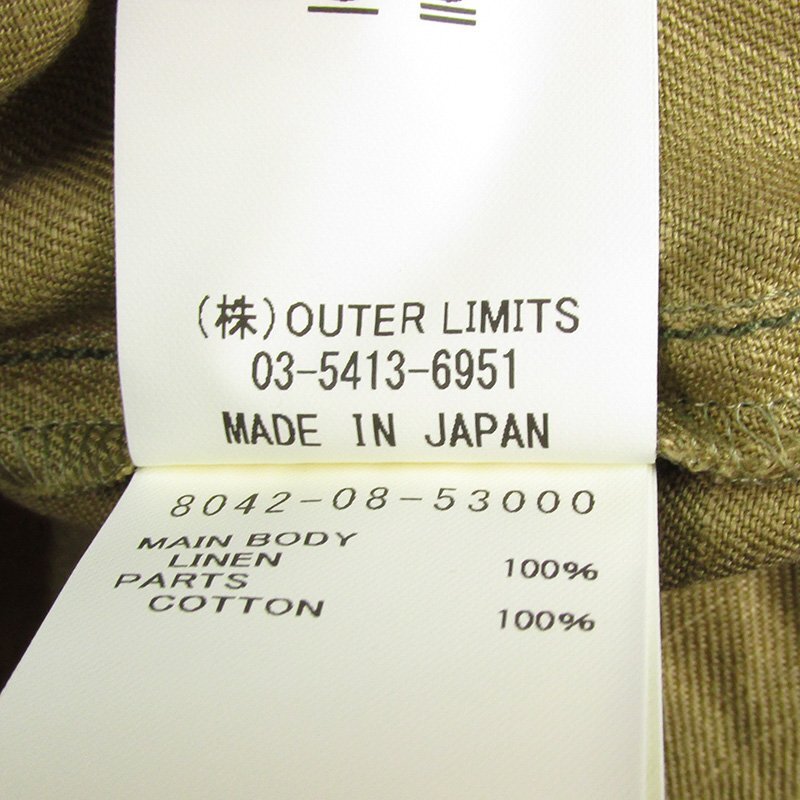 (株)OUTER LIMITS
03-5413-6951
MADE IN JAPAN
8042-08-53000
MAIN BODY
LINEN 100%
PARTS
COTTON 100%